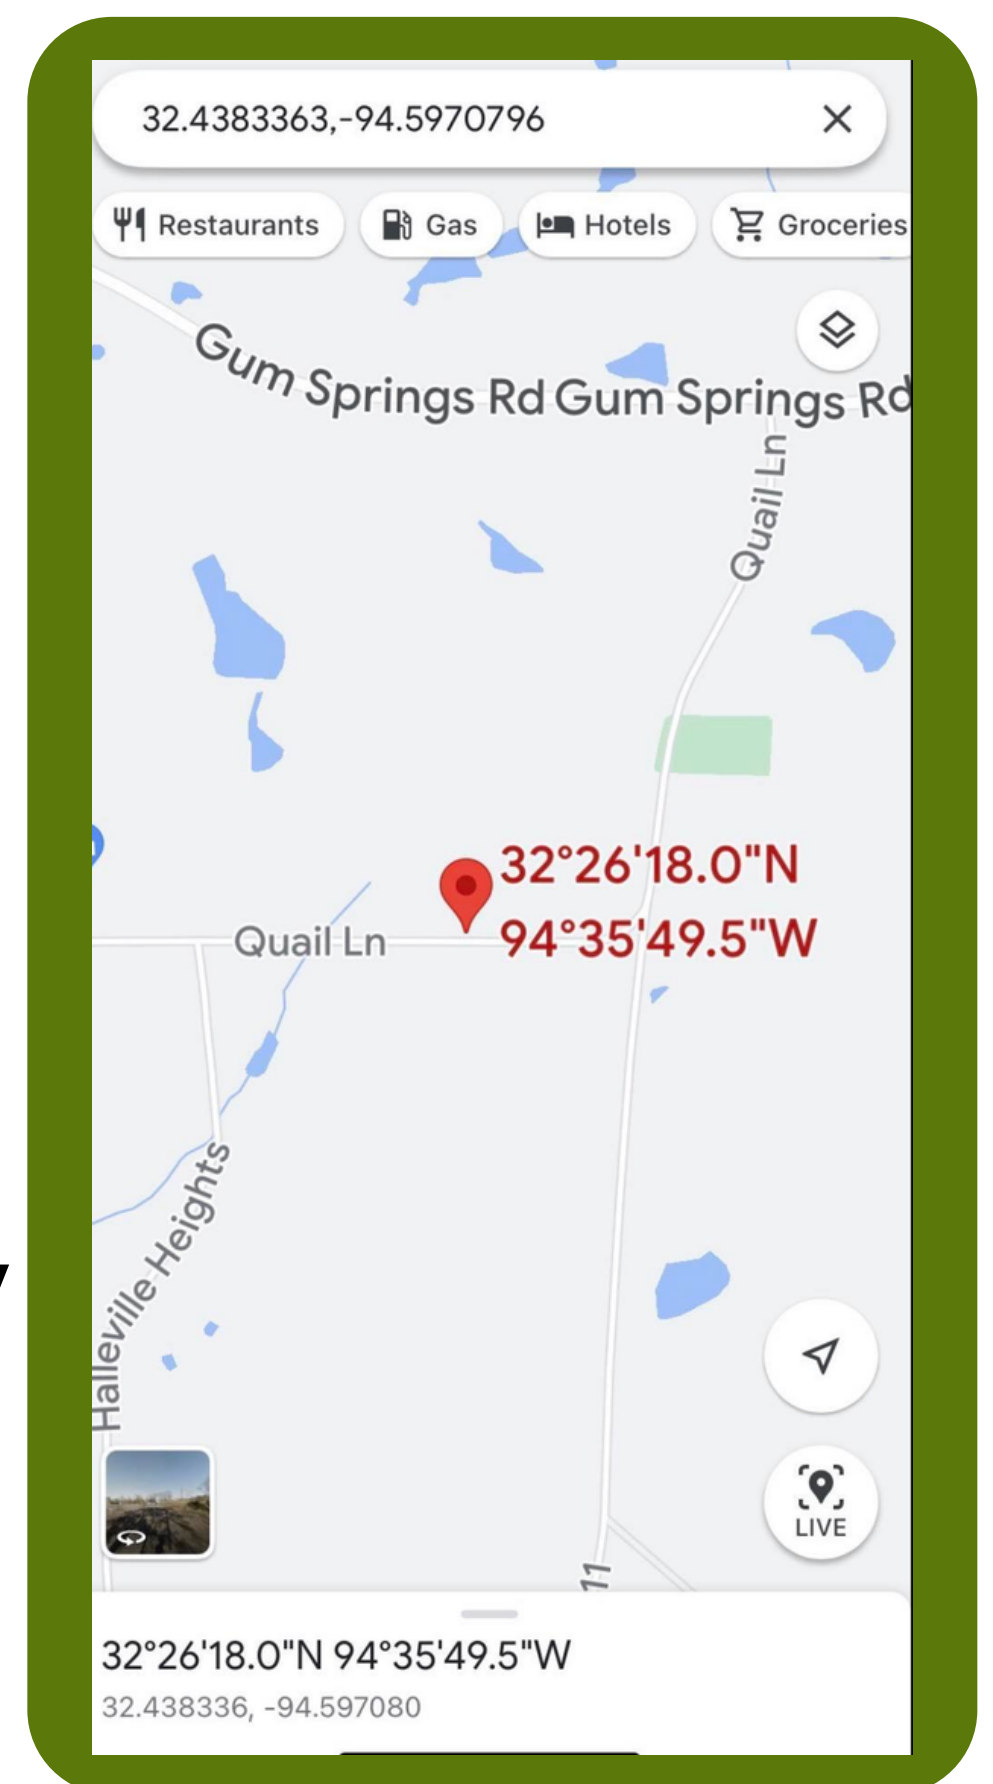 32.4383363,-94.5970796
Restaurants
Gas
Hotels
Groceries
Gum Springs Rd
Gum Springs Rd
Quail Ln
32°26'18.0"N
94°35'49.5"W
Quail Ln
Halleville Heights
LIVE
11
32°26'18.0"N 94°35'49.5"W
32.438336, -94.597080